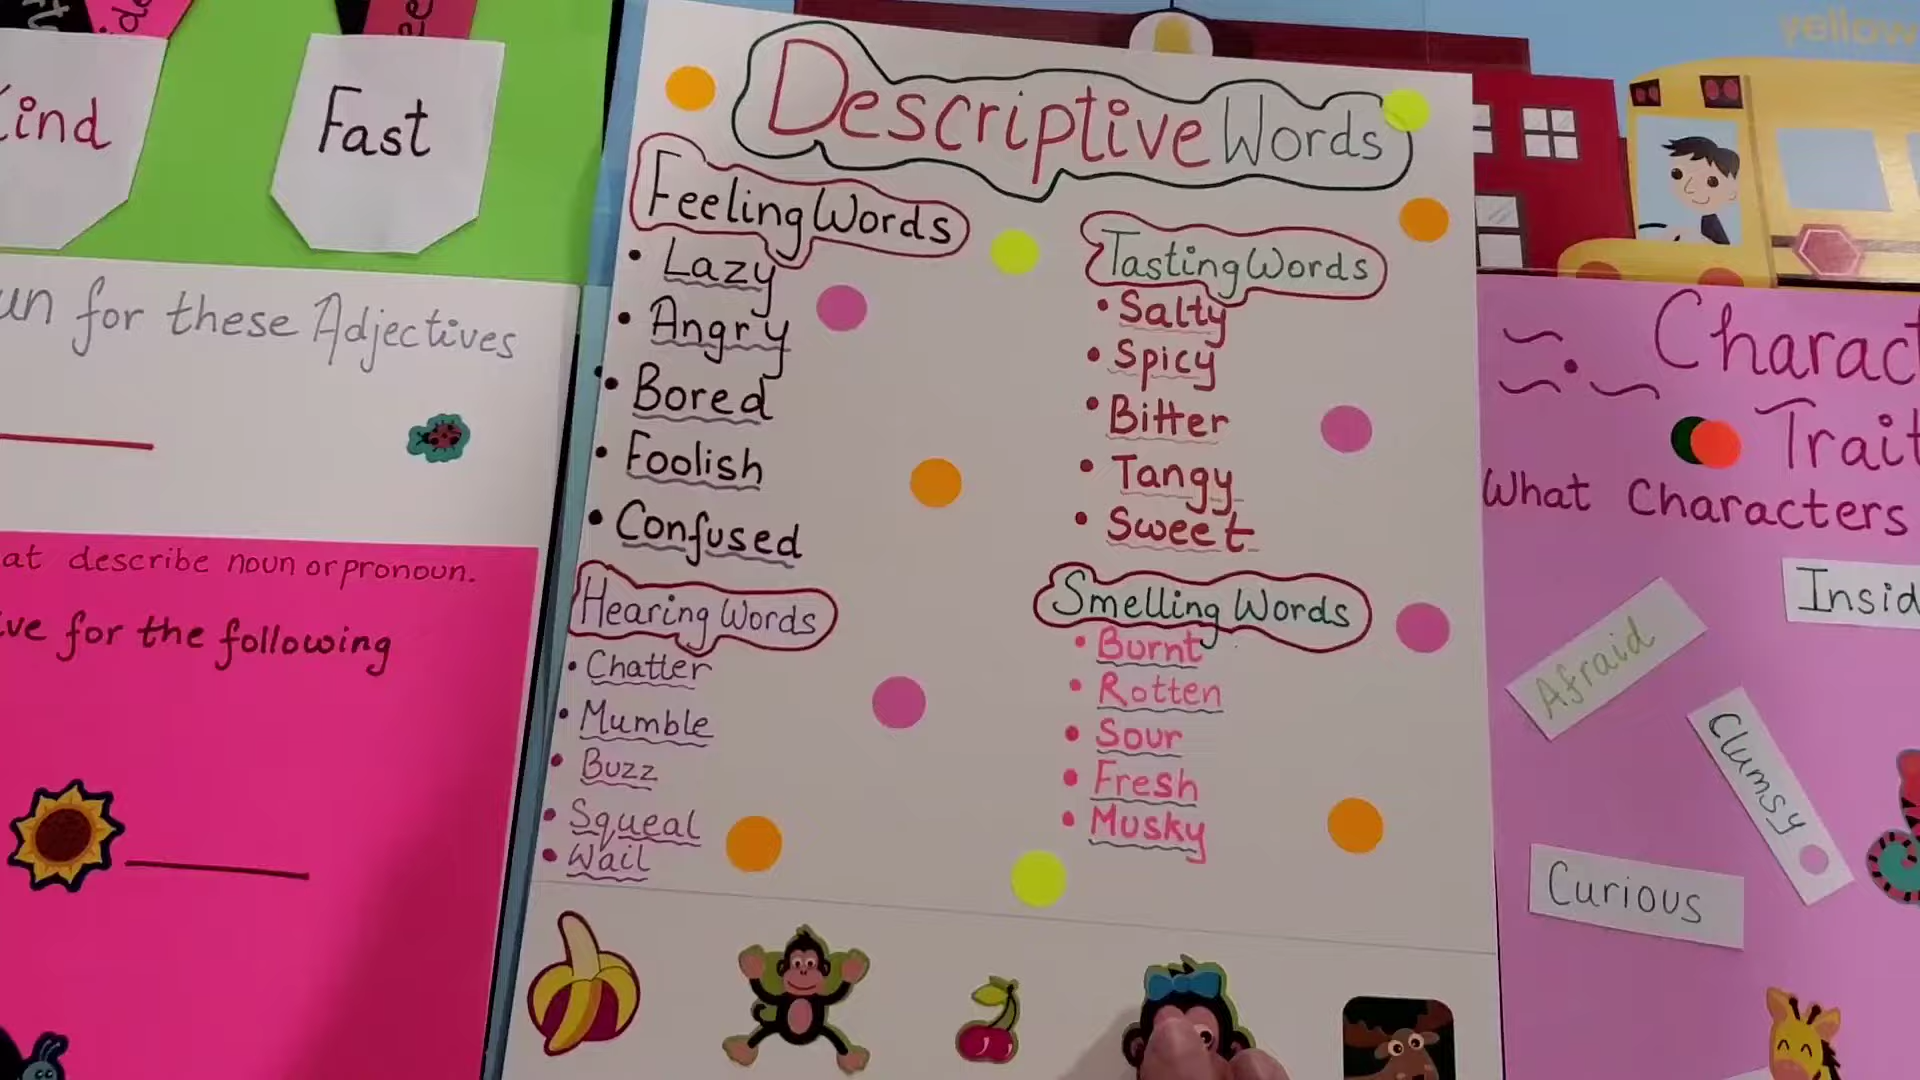 ind
Fast
un for these Adjectives
at describe noun or pronoun.
ve for the following
Descriptive Words
Feeling Words
• Lazy
• Angry
• Bored
• Foolish
• Confused
Hearing Words
• Chatter
• Mumble
• Buzz
• Squeal
• Wail
Tasting Words
• Salty
• Spicy
• Bitter
• Tangy
• Sweet
Smelling Words
• Burnt
• Rotten
• Sour
• Fresh
• Musky
yellow
Charact
Trait
What Characters
Insid
Afraid
Clumsy
Curious